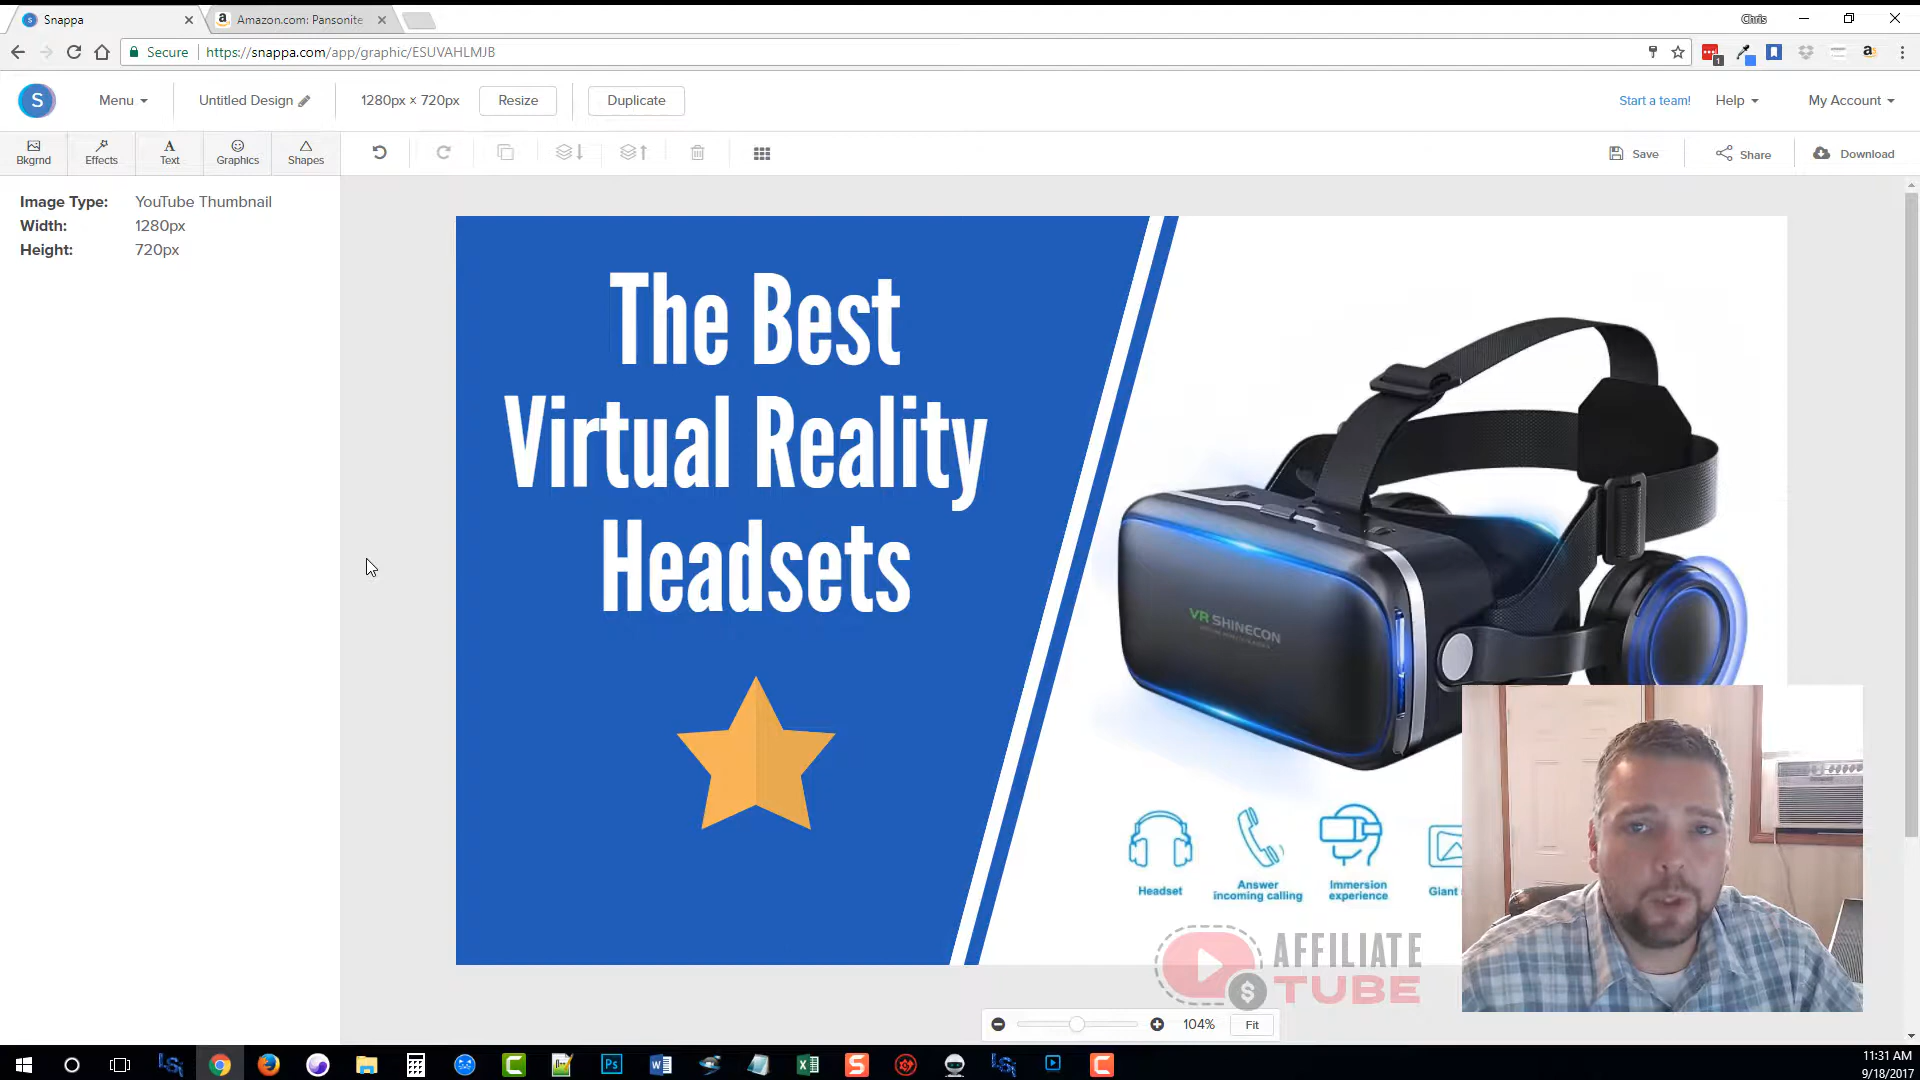 Snappa
Amazon.com: Pansonite
Chris
Secure
https://snappa.com/app/graphic/ESUVAHLMJB
1
S
Menu
Untitled Design
1280px × 720px
Resize
Duplicate
Start a team!
Help
My Account
Bkgrnd
Effects
Text
Graphics
Shapes
Save
Share
Download
Image Type: YouTube Thumbnail
Width: 1280px
Height: 720px
The Best
Virtual Reality
Headsets
VR SHINECON
Headset
Answer
incoming calling
Immersion
experience
Giant
AFFILIATE
TUBE
$
104%
Fit
11:31 AM
9/18/2017